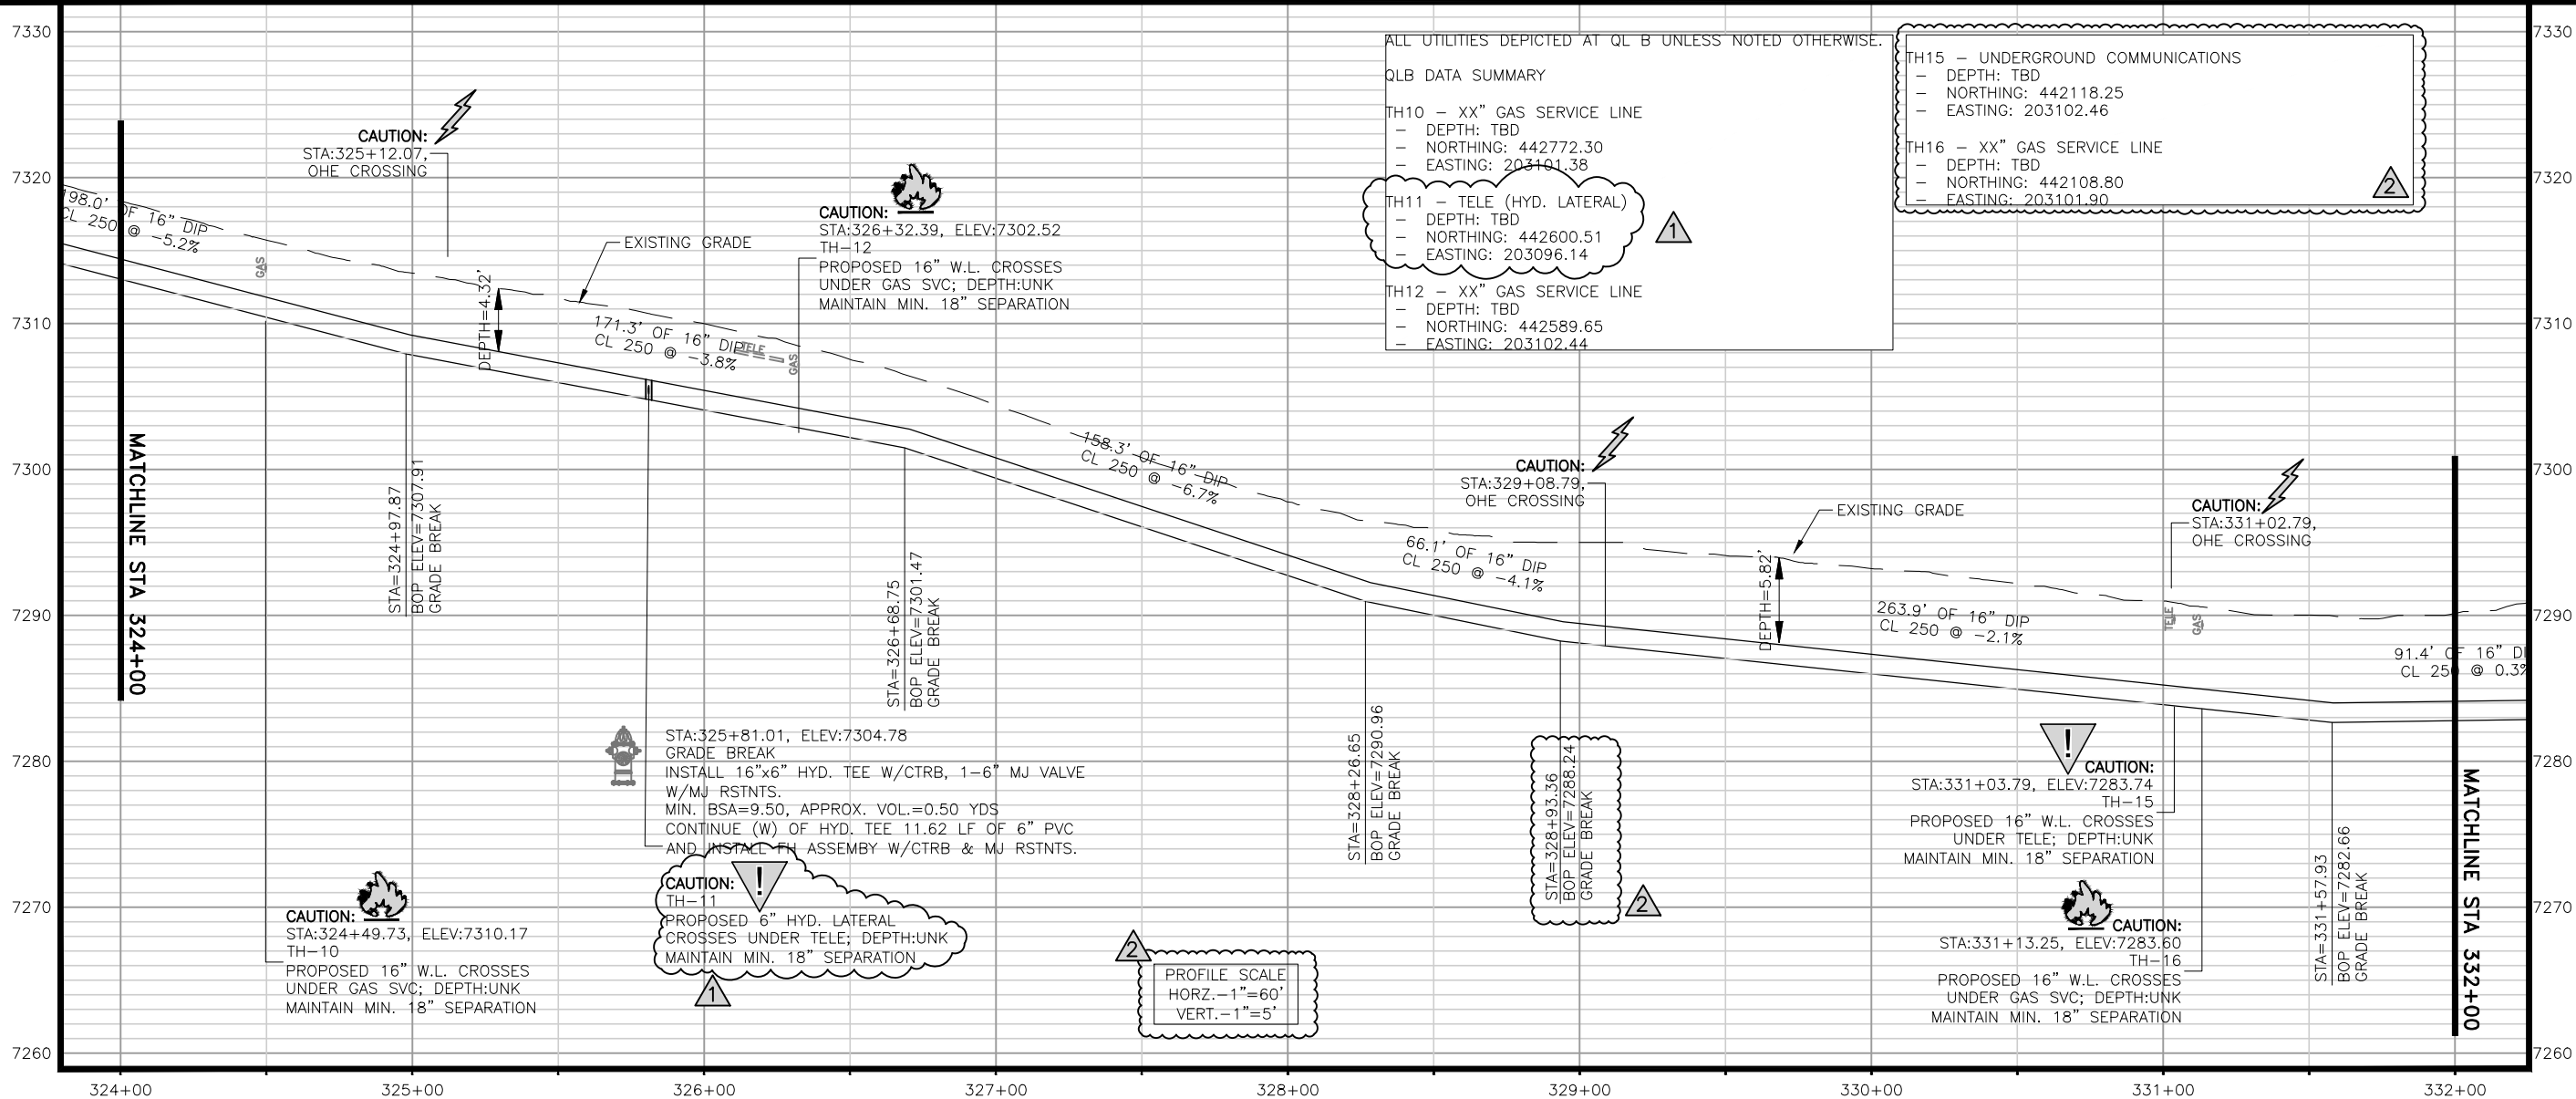 7330
7320
7310
7300
7290
7280
7270
7260
7330
7320
7310
7300
7290
7280
7270
7260
324+00
325+00
326+00
327+00
328+00
329+00
330+00
331+00
332+00
MATCHLINE STA 324+00
198.0' OF 16" DIP
CL 250 @ -5.2%
GAS
CAUTION:
STA:325+12.07,
OHE CROSSING
DEPTH=4.32'
EXISTING GRADE
171.3' OF 16" DIP
CL 250 @ -3.8%
TELE
GAS
CAUTION:
STA:326+32.39, ELEV:7302.52
TH-12
PROPOSED 16" W.L. CROSSES
UNDER GAS SVC; DEPTH:UNK
MAINTAIN MIN. 18" SEPARATION
ALL UTILITIES DEPICTED AT QL B UNLESS NOTED OTHERWISE.
QLB DATA SUMMARY
TH10 - XX" GAS SERVICE LINE
- DEPTH: TBD
- NORTHING: 442772.30
- EASTING: 203101.38
TH11 - TELE (HYD. LATERAL)
- DEPTH: TBD
- NORTHING: 442600.51
- EASTING: 203096.14
1
TH12 - XX" GAS SERVICE LINE
- DEPTH: TBD
- NORTHING: 442589.65
- EASTING: 203102.44
TH15 - UNDERGROUND COMMUNICATIONS
- DEPTH: TBD
- NORTHING: 442118.25
- EASTING: 203102.46
TH16 - XX" GAS SERVICE LINE
- DEPTH: TBD
- NORTHING: 442108.80
- EASTING: 203101.90
2
STA=324+97.87
BOP ELEV=7307.91
GRADE BREAK
STA=326+68.75
BOP ELEV=7301.47
GRADE BREAK
158.3' OF 16" DIP
CL 250 @ -6.7%
66.1' OF 16" DIP
CL 250 @ -4.1%
CAUTION:
STA:329+08.79,
OHE CROSSING
EXISTING GRADE
DEPTH=5.82'
263.9' OF 16" DIP
CL 250 @ -2.1%
CAUTION:
STA:331+02.79,
OHE CROSSING
TELE
GAS
91.4' OF 16" DI
CL 250 @ 0.3%
STA:325+81.01, ELEV:7304.78
GRADE BREAK
INSTALL 16"x6" HYD. TEE W/CTRB, 1-6" MJ VALVE
W/MJ RSTNTS.
MIN. BSA=9.50, APPROX. VOL.=0.50 YDS
CONTINUE (W) OF HYD. TEE 11.62 LF OF 6" PVC
AND INSTALL FH ASSEMBY W/CTRB & MJ RSTNTS.
CAUTION:
!
TH-11
PROPOSED 6" HYD. LATERAL
CROSSES UNDER TELE; DEPTH:UNK
MAINTAIN MIN. 18" SEPARATION
1
CAUTION:
STA:324+49.73, ELEV:7310.17
TH-10
PROPOSED 16" W.L. CROSSES
UNDER GAS SVC; DEPTH:UNK
MAINTAIN MIN. 18" SEPARATION
2
PROFILE SCALE
HORZ.-1"=60'
VERT.-1"=5'
STA=328+26.65
BOP ELEV=7290.96
GRADE BREAK
STA=328+93.36
BOP ELEV=7288.24
GRADE BREAK
2
!
CAUTION:
STA:331+03.79, ELEV:7283.74
TH-15
PROPOSED 16" W.L. CROSSES
UNDER TELE; DEPTH:UNK
MAINTAIN MIN. 18" SEPARATION
CAUTION:
STA:331+13.25, ELEV:7283.60
TH-16
PROPOSED 16" W.L. CROSSES
UNDER GAS SVC; DEPTH:UNK
MAINTAIN MIN. 18" SEPARATION
STA=331+57.93
BOP ELEV=7282.66
GRADE BREAK
MATCHLINE STA 332+00